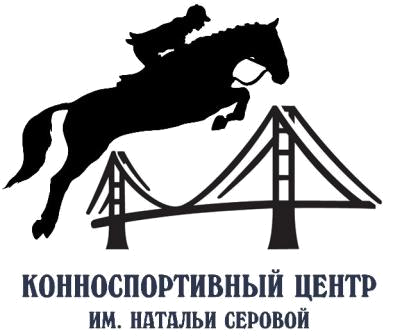 КОННОСПОРТИВНЫЙ ЦЕНТР
ИМ. НАТАЛЬИ СЕРОВОЙ